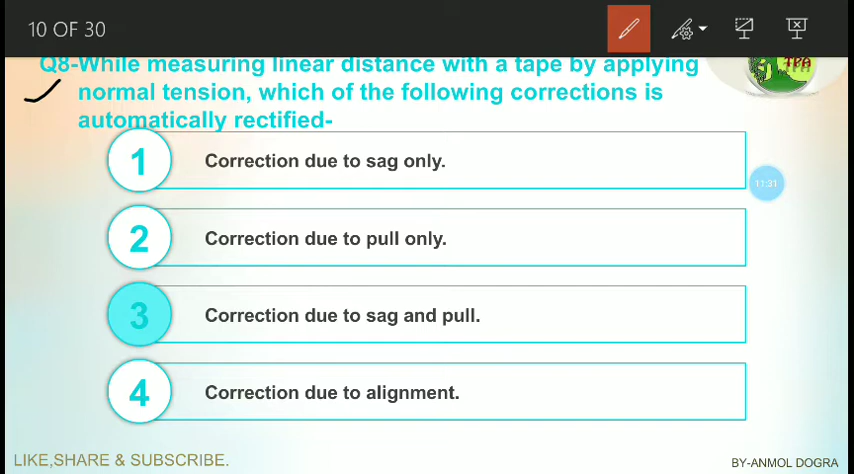 10 OF 30
Q8-While measuring linear distance with a tape by applying
normal tension, which of the following corrections is
automatically rectified-
TPA
1 Correction due to sag only.
11:31
2 Correction due to pull only.
3 Correction due to sag and pull.
4 Correction due to alignment.
LIKE,SHARE & SUBSCRIBE.
BY-ANMOL DOGRA